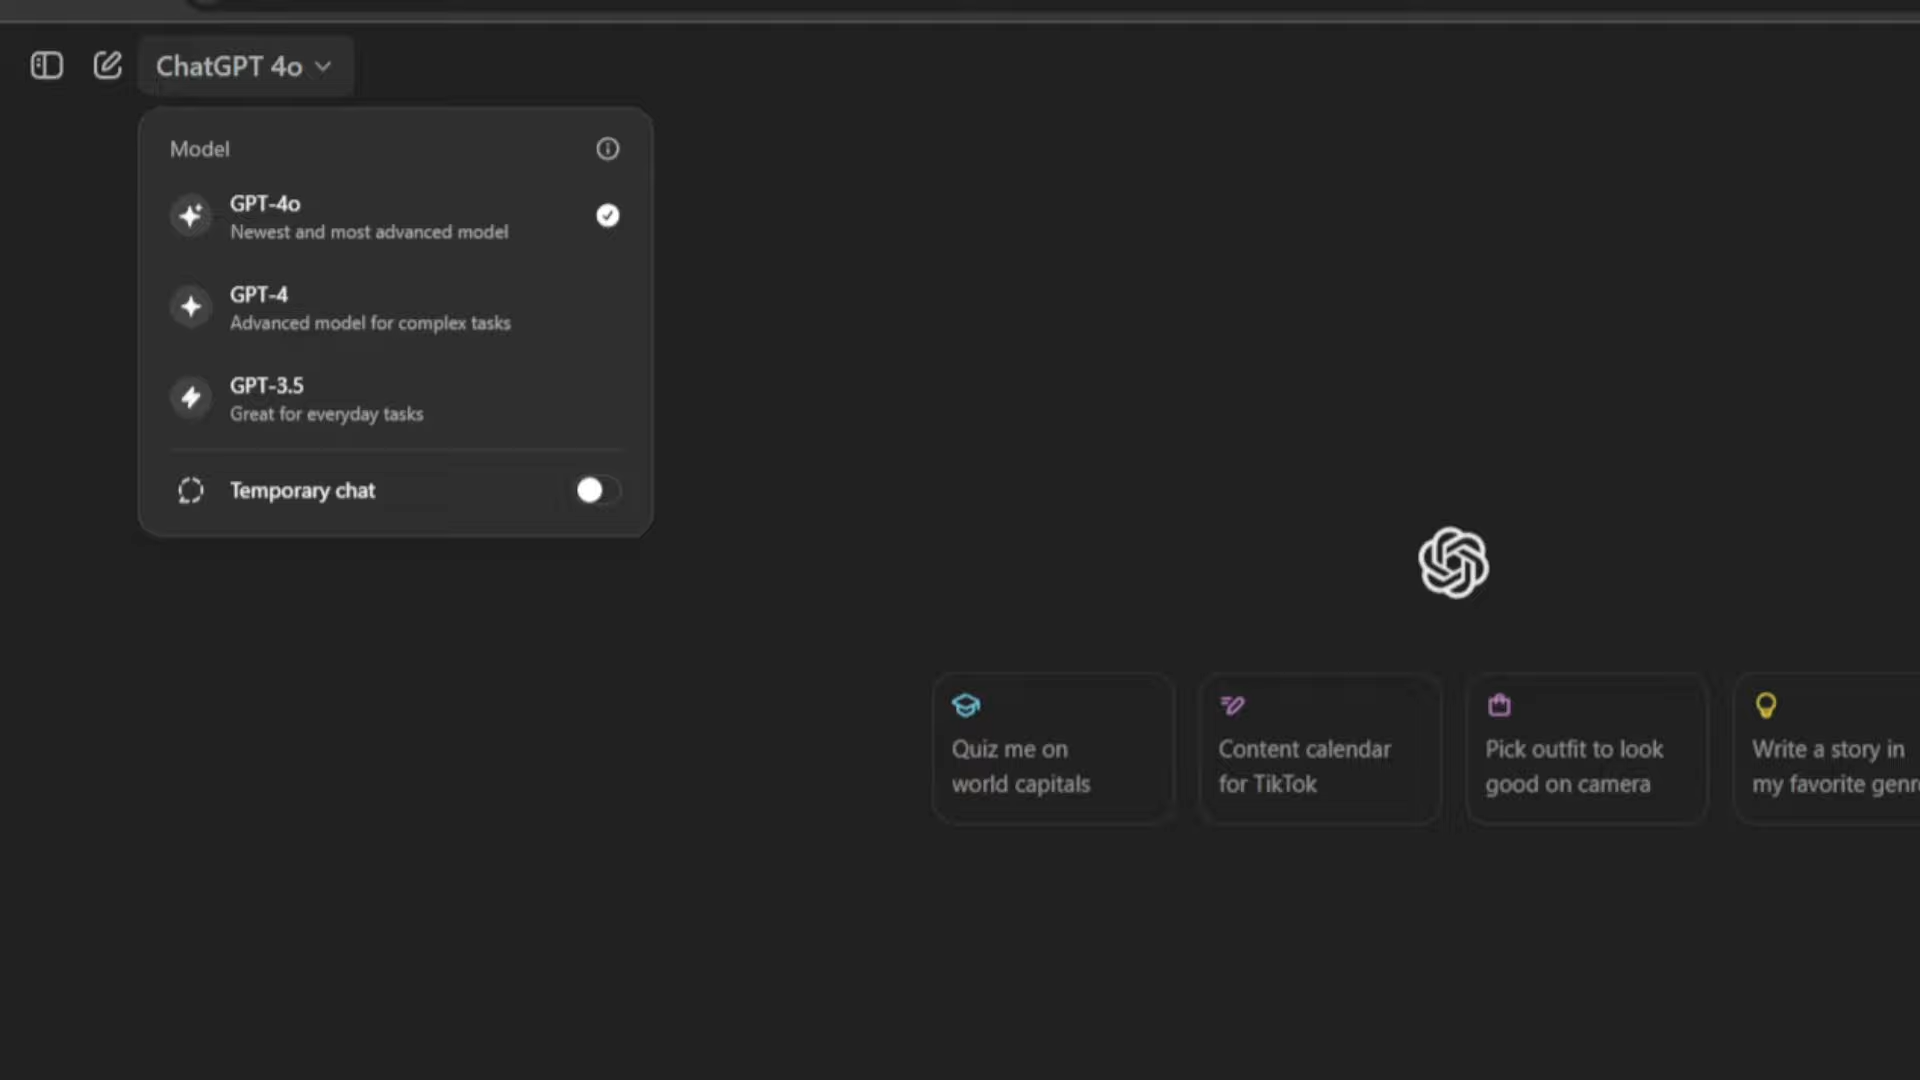 ChatGPT 4o
Model
GPT-4o
Newest and most advanced model
GPT-4
Advanced model for complex tasks
GPT-3.5
Great for everyday tasks
Temporary chat
Quiz me on
world capitals
Content calendar
for TikTok
Pick outfit to look
good on camera
Write a story in
my favorite genr